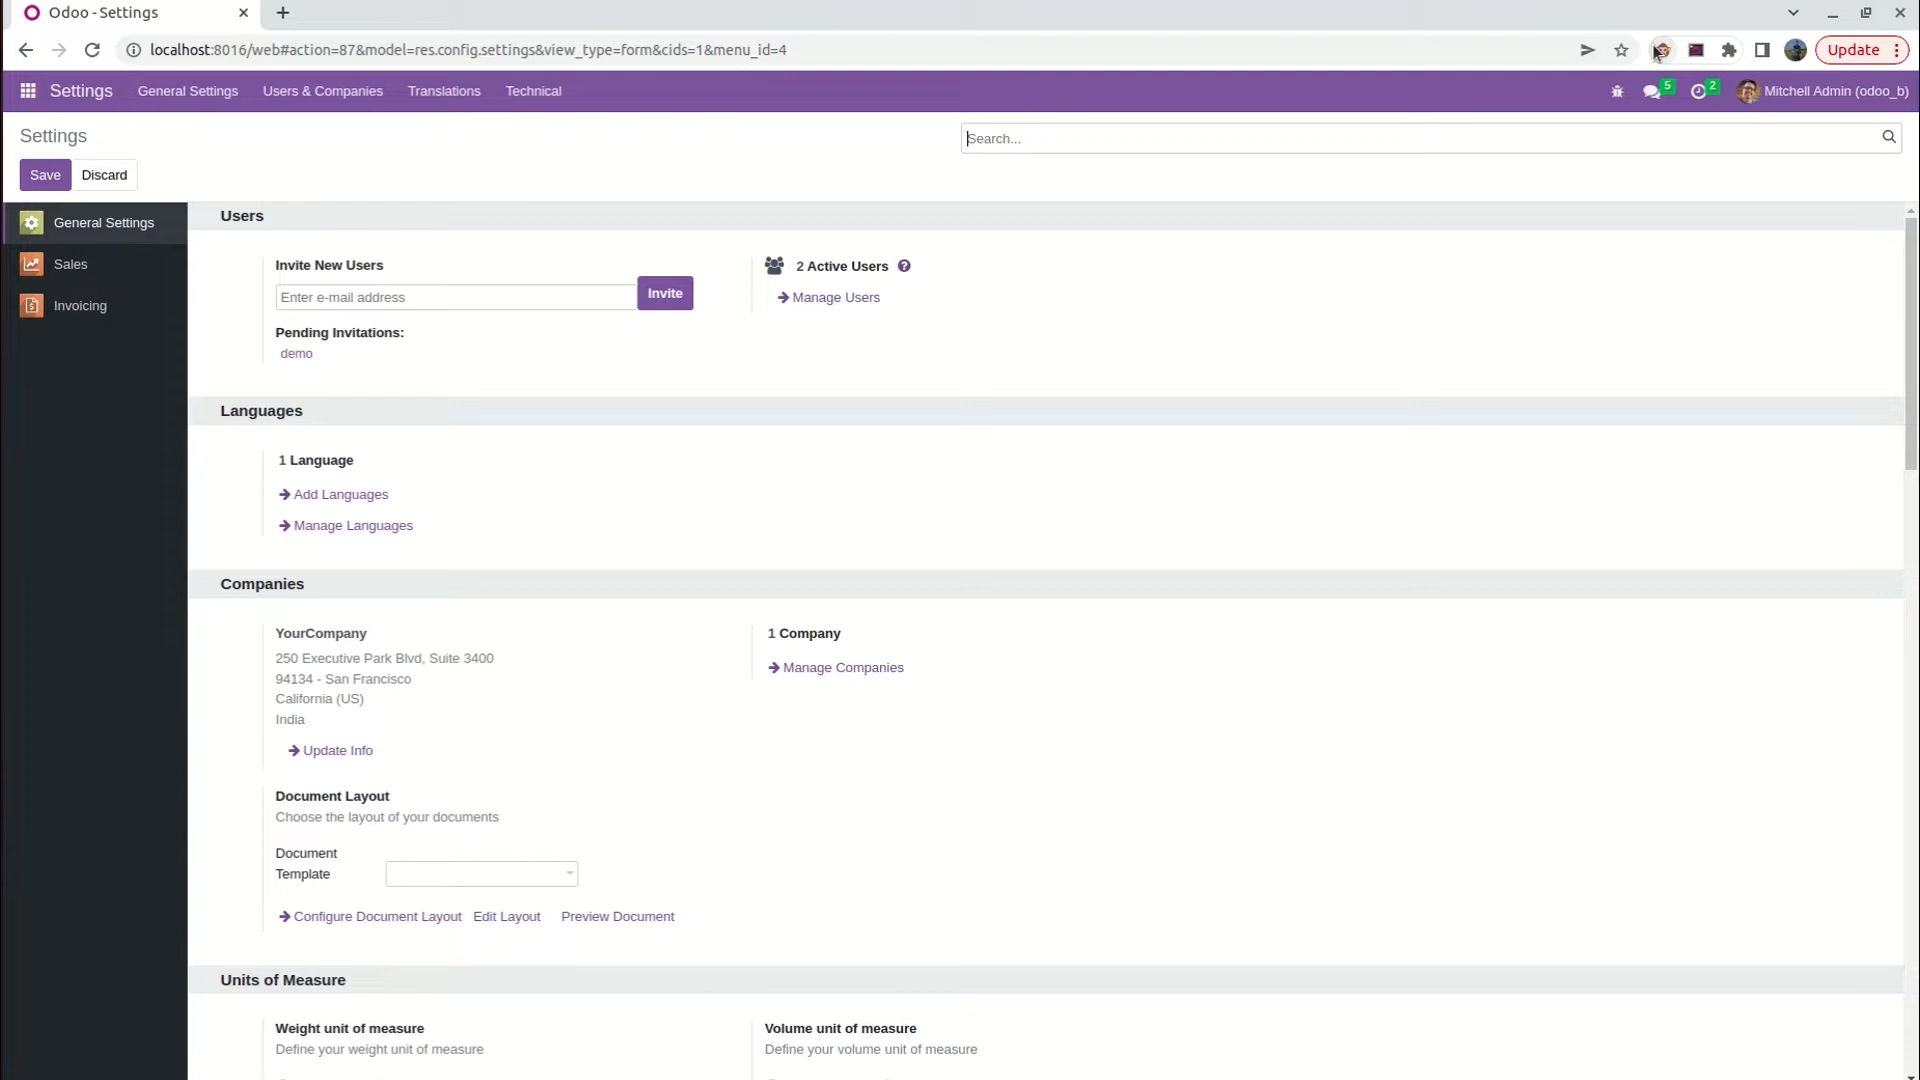 Odoo - Settings
localhost:8016/web#action=87&model=res.config.settings&view_type=form&cids=1&menu_id=4
Update
Settings
General Settings
Users & Companies
Translations
Technical
5
2
Mitchell Admin (odoo_b)
Settings
Search...
Save
Discard
General Settings
Sales
Invoicing
Users
Invite New Users
Enter e-mail address
Invite
Pending Invitations:
demo
2 Active Users
Manage Users
Languages
1 Language
Add Languages
Manage Languages
Companies
YourCompany
250 Executive Park Blvd, Suite 3400
94134 - San Francisco
California (US)
India
Update Info
1 Company
Manage Companies
Document Layout
Choose the layout of your documents
Document
Template
Configure Document Layout
Edit Layout
Preview Document
Units of Measure
Weight unit of measure
Define your weight unit of measure
Volume unit of measure
Define your volume unit of measure